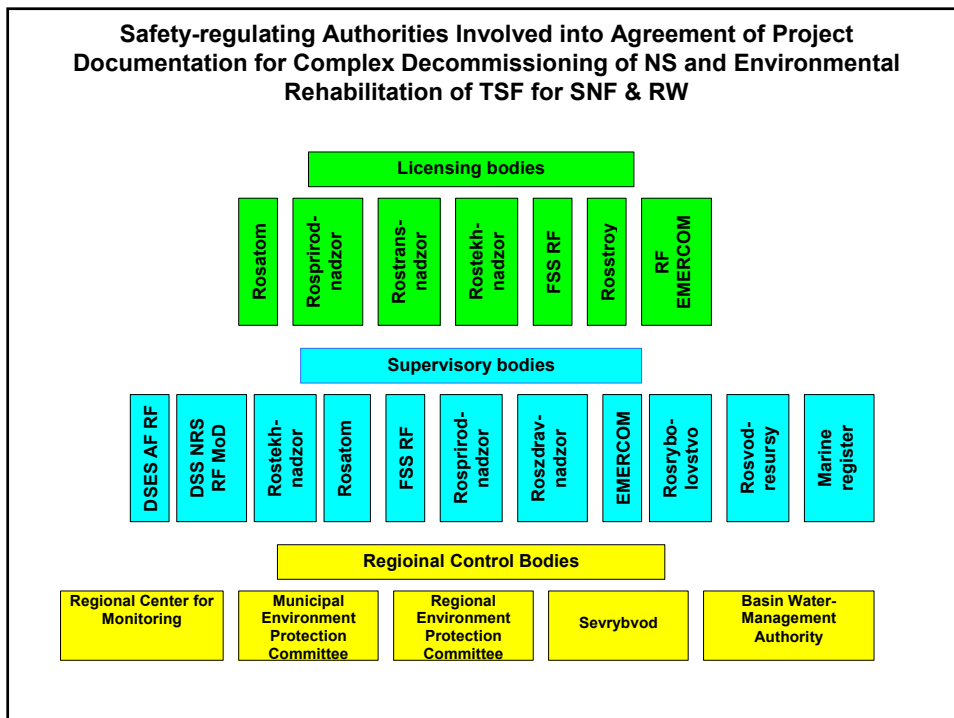 Safety-regulating Authorities Involved into Agreement of Project
Documentation for Complex Decommissioning of NS and Environmental
Rehabilitation of TSF for SNF & RW
Licensing bodies
Rosatom
Rosprirod-
nadzor
Rostrans-
nadzor
Rostekh-
nadzor
FSS RF
Rosstroy
RF
EMERCOM
Supervisory bodies
DSES AF RF
DSS NRS
RF MoD
Rostekh-
nadzor
Rosatom
FSS RF
Rosprirod-
nadzor
Roszdrav-
nadzor
EMERCOM
Rosrybo-
lovstvo
Rosvod-
resursy
Marine
register
Regioinal Control Bodies
Regional Center for
Monitoring
Municipal
Environment
Protection
Committee
Regional
Environment
Protection
Committee
Sevrybvod
Basin Water-
Management
Authority